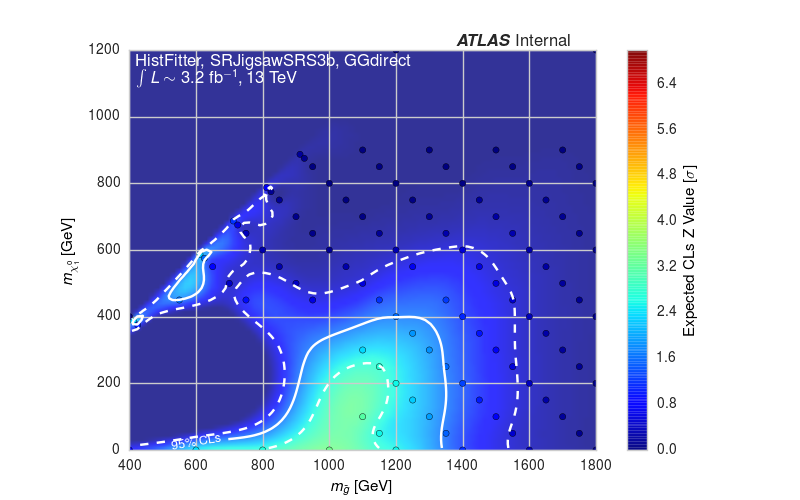 ATLAS Internal
HistFitter, SRJigsawSRS3b, GGdirect
∫ L ∼ 3.2 fb⁻¹, 13 TeV
1200
1000
800
600
400
200
0
m_χ̃₁⁰ [GeV]
95% CLs
400 600 800 1000 1200 1400 1600 1800
m_g̃ [GeV]
6.4
5.6
4.8
4.0
3.2
2.4
1.6
0.8
0.0
Expected CLs Z Value [σ]